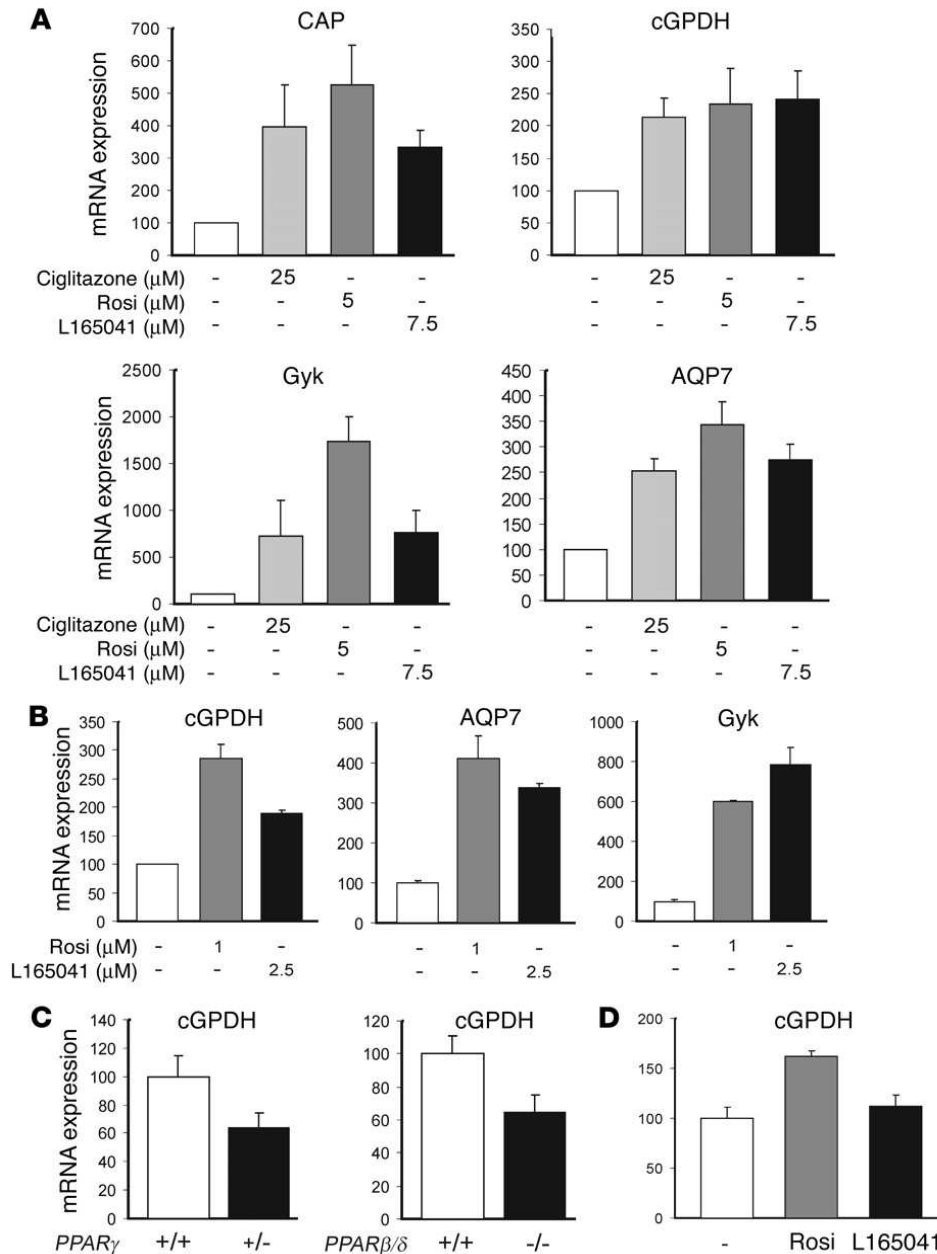 A
CAP
mRNA expression
700
600
500
400
300
200
100
0
cGPDH
350
300
250
200
150
100
50
0
Ciglitazone (μM) - 25 - - - 25 - -
Rosi (μM) - - 5 - - - 5 -
L165041 (μM) - - - 7.5 - - - 7.5
Gyk
mRNA expression
2500
2000
1500
1000
500
0
AQP7
450
400
350
300
250
200
150
100
50
0
Ciglitazone (μM) - 25 - - - 25 - -
Rosi (μM) - - 5 - - - 5 -
L165041 (μM) - - - 7.5 - - - 7.5
B
cGPDH
mRNA expression
350
300
250
200
150
100
50
0
AQP7
500
400
300
200
100
0
Gyk
1000
800
600
400
200
0
Rosi (μM) - 1 - - 1 - - 1 -
L165041 (μM) - - 2.5 - - 2.5 - - 2.5
C
cGPDH
mRNA expression
140
120
100
80
60
40
20
0
PPARγ +/+ +/-
cGPDH
120
100
80
60
40
20
0
PPARβ/δ +/+ -/-
D
cGPDH
200
150
100
50
0
- Rosi L165041